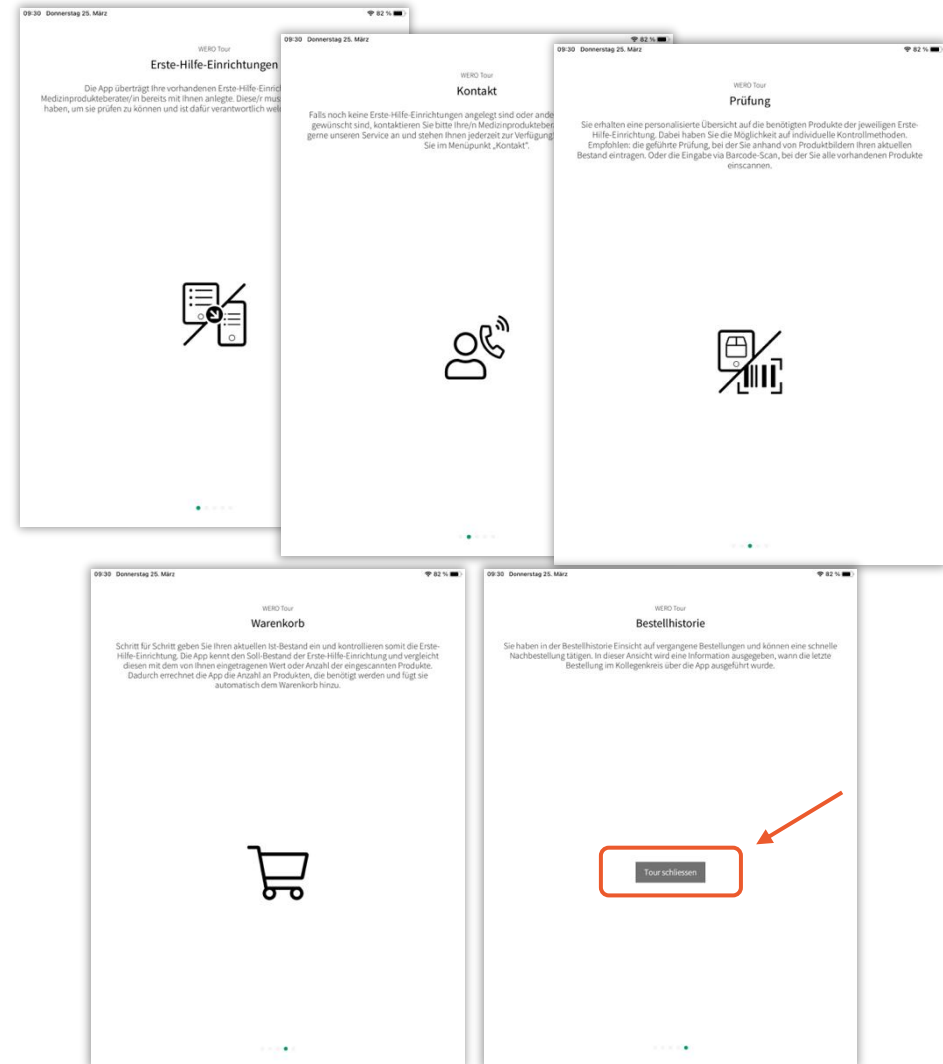 09:30 Donnerstag 25. März
82 %
WERO Tour
Erste-Hilfe-Einrichtungen
Die App überträgt Ihre vorhandenen Erste-Hilfe-
Medizinprodukteberater/in bereits mit Ihnen anlegte. Diese/r
haben, um sie prüfen zu können und ist dafür verantwortlich
09:30 Donnerstag 25. März
82 %
WERO Tour
Kontakt
Falls noch keine Erste-Hilfe-Einrichtungen angelegt sind oder
gewünscht sind, kontaktieren Sie bitte Ihre/n
gerne unseren Service an und stehen Ihnen jederzeit zur Verfügung
Sie im Menüpunkt „Kontakt“.
09:30 Donnerstag 25. März
82 %
WERO Tour
Prüfung
Sie erhalten eine personalisierte Übersicht auf die benötigten Produkte der jeweiligen Erste-
Hilfe-Einrichtung. Dabei haben Sie die Möglichkeit auf individuelle Kontrollmethoden.
Empfohlen: die geführte Prüfung, bei der Sie anhand von Produktbildern Ihren aktuellen
Bestand eintragen. Oder die Eingabe via Barcode-Scan, bei der Sie alle vorhandenen Produkte
einscannen.
09:30 Donnerstag 25. März
82 %
WERO Tour
Warenkorb
Schritt für Schritt geben Sie Ihren aktuellen Ist-Bestand ein und kontrollieren somit die Erste-
Hilfe-Einrichtung. Die App kennt den Soll-Bestand der Erste-Hilfe-Einrichtung und vergleicht
diesen mit dem von Ihnen eingetragenen Wert oder Anzahl der eingescannten Produkte.
Dadurch errechnet die App die Anzahl an Produkten, die benötigt werden und fügt sie
automatisch dem Warenkorb hinzu.
09:30 Donnerstag 25. März
82 %
WERO Tour
Bestellhistorie
Sie haben in der Bestellhistorie Einsicht auf vergangene Bestellungen und können eine schnelle
Nachbestellung tätigen. In dieser Ansicht wird eine Information ausgegeben, wann die letzte
Bestellung im Kollegenkreis über die App ausgeführt wurde.
Tour schliessen